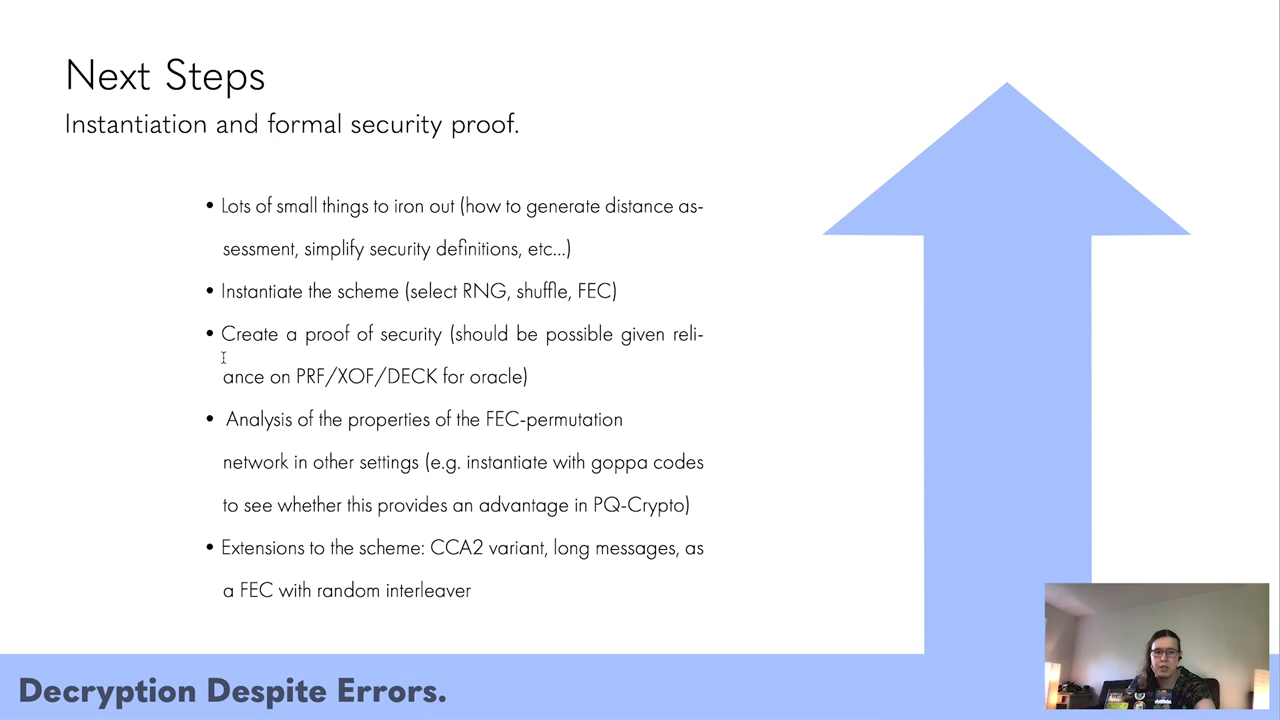 Next Steps
Instantiation and formal security proof.
• Lots of small things to iron out (how to generate distance as-
sessment, simplify security definitions, etc...)
• Instantiate the scheme (select RNG, shuffle, FEC)
• Create a proof of security (should be possible given reli-
ance on PRF/XOF/DECK for oracle)
• Analysis of the properties of the FEC-permutation
network in other settings (e.g. instantiate with goppa codes
to see whether this provides an advantage in PQ-Crypto)
• Extensions to the scheme: CCA2 variant, long messages, as
a FEC with random interleaver
Decryption Despite Errors.